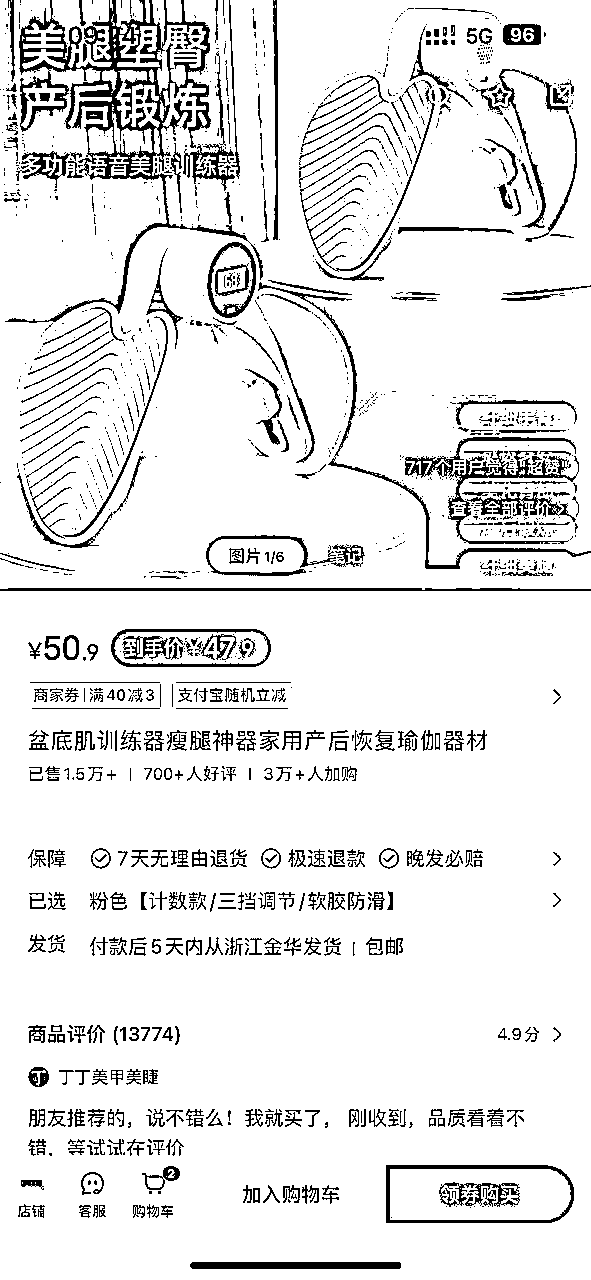 5G 96
美腿塑臀
产后锻炼
多功能语音美腿训练器
717个用户觉得"超赞"
查看全部评价>
图片1/6
笔记
¥50.9 到手价¥47.9
商家券|满40减3 支付宝随机立减
盆底肌训练器瘦腿神器家用产后恢复瑜伽器材
已售1.5万+ | 700+人好评 | 3万+人加购
保障 7天无理由退货 极速退款 晚发必赔
已选 粉色【计数款/三挡调节/软胶防滑】
发货 付款后5天内从浙江金华发货 | 包邮
商品评价 (13774) 4.9分
丁丁美甲美睫
朋友推荐的，说不错么！我就买了， 刚收到，品质看着不
错，等试试在评价
2
店铺 客服 购物车 加入购物车 领券购买